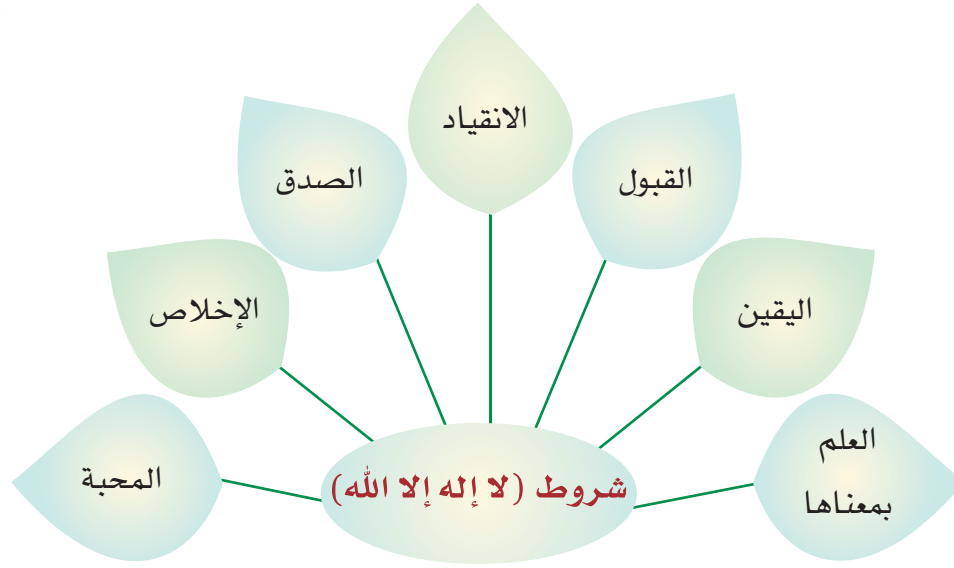 شروط (لا إله إلا الله)
العلم
بمعناها
اليقين
القبول
الانقياد
الصدق
الإخلاص
المحبة